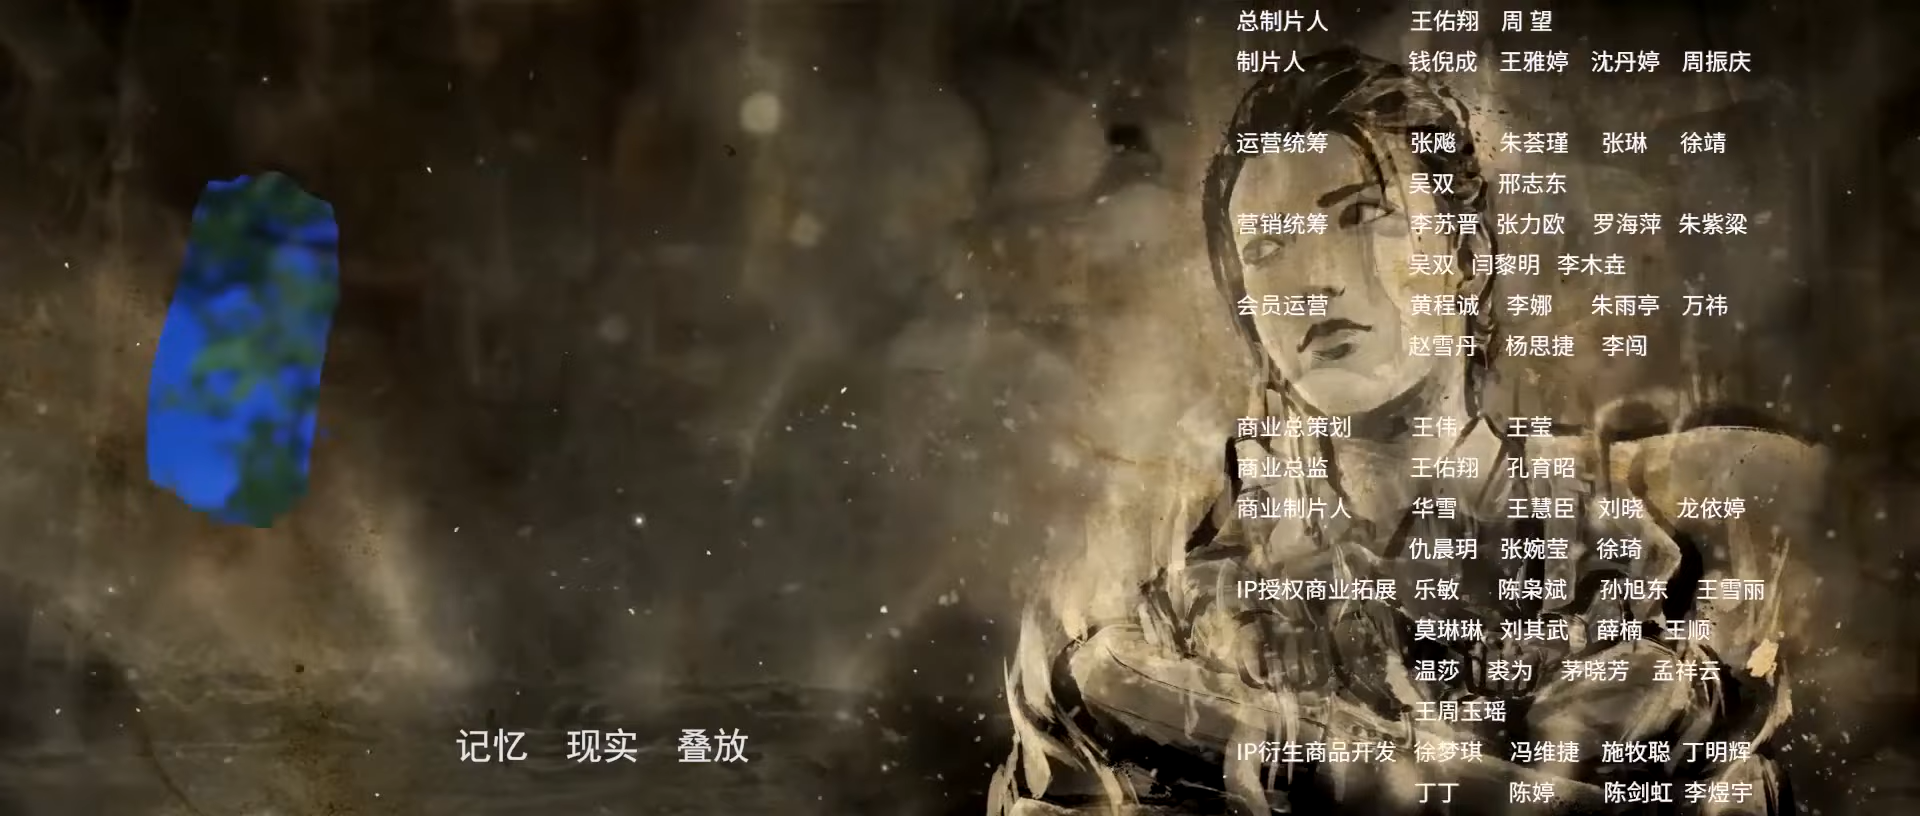 总制片人 王佑翔 周 望
制片人 钱倪成 王雅婷 沈丹婷 周振庆
运营统筹 张飚 朱荟瑾 张琳 徐靖
吴双 邢志东
营销统筹 李苏晋 张力欧 罗海萍 朱紫粱
吴双 闫黎明 李木垚
会员运营 黄程诚 李娜 朱雨亭 万祎
赵雪丹 杨思捷 李闯
商业总策划 王伟 王莹
商业总监 王佑翔 孔育昭
商业制片人 华雪 王慧臣 刘晓 龙依婷
仇晨玥 张婉莹 徐琦
IP授权商业拓展 乐敏 陈枭斌 孙旭东 王雪丽
莫琳琳 刘其武 薛楠 王顺
温莎 裘为 茅晓芳 孟祥云
王周玉瑶
IP衍生商品开发 徐梦琪 冯维捷 施牧聪 丁明辉
丁丁 陈婷 陈剑虹 李煜宇
记忆 现实 叠放